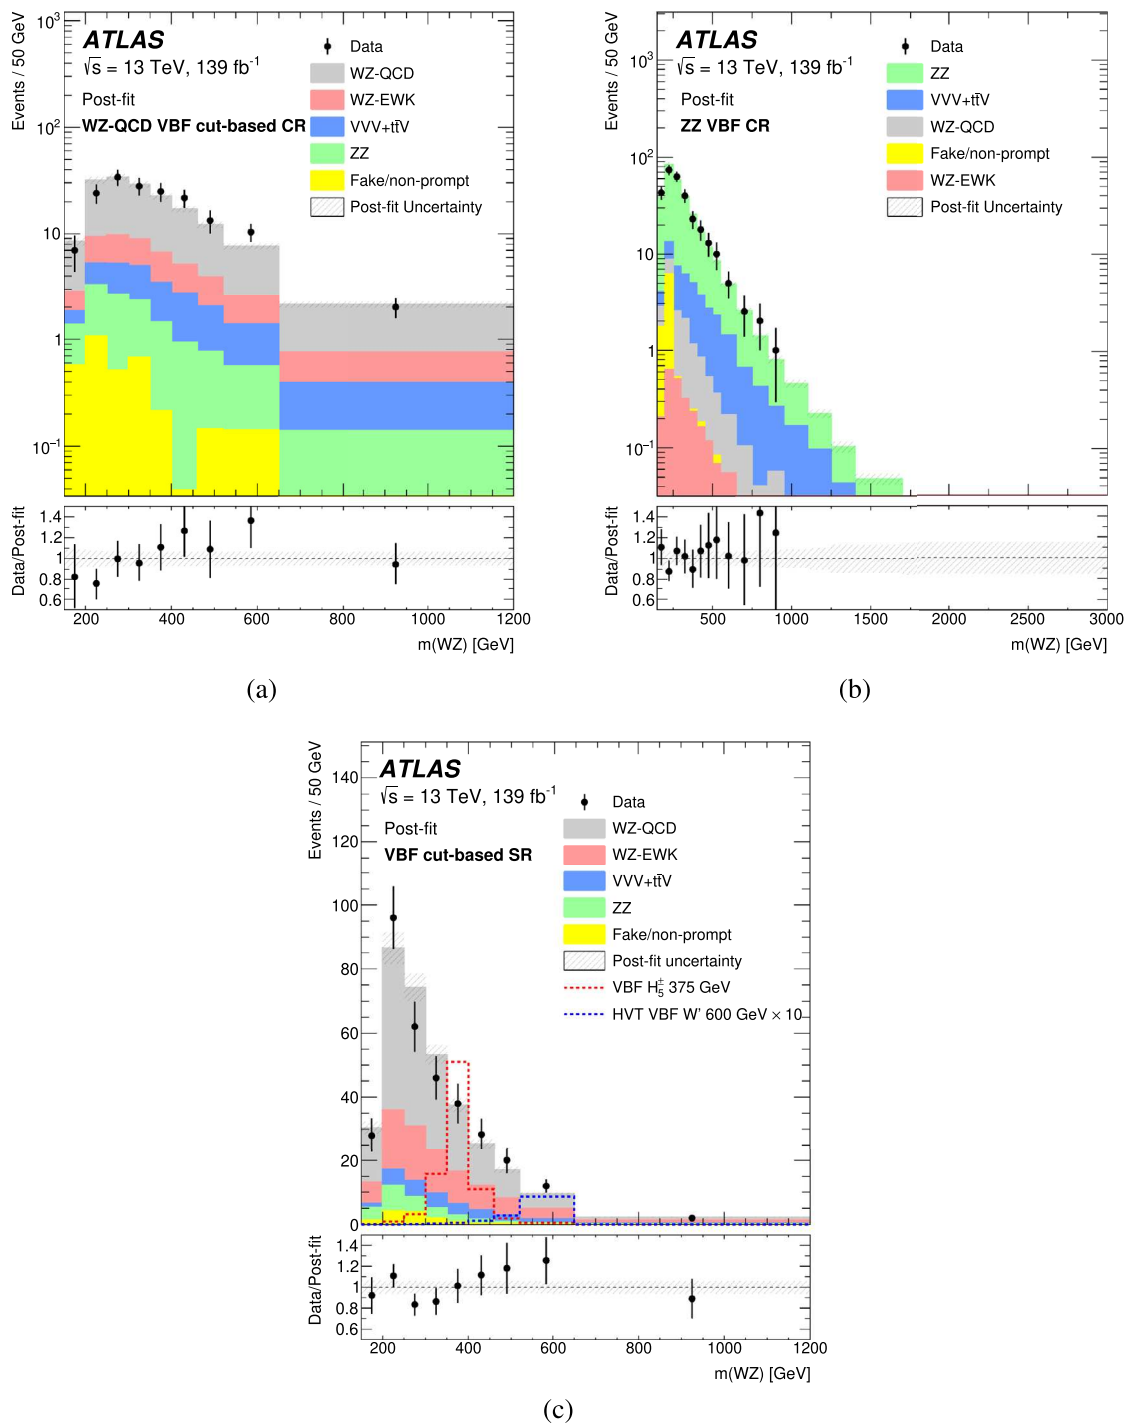 Events / 50 GeV
10³
10²
10
1
10⁻¹
ATLAS
√s = 13 TeV, 139 fb⁻¹
Post-fit
WZ-QCD VBF cut-based CR
Data
WZ-QCD
WZ-EWK
VVV+tt̄V
ZZ
Fake/non-prompt
Post-fit Uncertainty
Data/Post-fit
1.4
1.2
1
0.8
0.6
200 400 600 800 1000 1200
m(WZ) [GeV]
(a)
Events / 50 GeV
10³
10²
10
1
10⁻¹
ATLAS
√s = 13 TeV, 139 fb⁻¹
Post-fit
ZZ VBF CR
Data
ZZ
VVV+tt̄V
WZ-QCD
Fake/non-prompt
WZ-EWK
Post-fit Uncertainty
Data/Post-fit
1.4
1.2
1
0.8
0.6
500 1000 1500 2000 2500 3000
m(WZ) [GeV]
(b)
Events / 50 GeV
140
120
100
80
60
40
20
0
ATLAS
√s = 13 TeV, 139 fb⁻¹
Post-fit
VBF cut-based SR
Data
WZ-QCD
WZ-EWK
VVV+tt̄V
ZZ
Fake/non-prompt
Post-fit uncertainty
VBF H₅± 375 GeV
HVT VBF W' 600 GeV × 10
Data/Post-fit
1.4
1.2
1
0.8
0.6
200 400 600 800 1000 1200
m(WZ) [GeV]
(c)